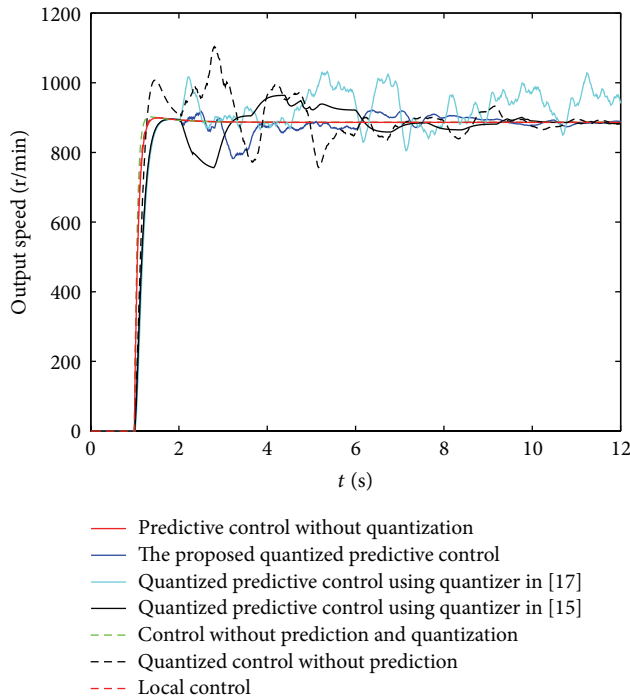 1200
1000
800
600
400
200
0
Output speed (r/min)
0 2 4 6 8 10 12
t (s)
Predictive control without quantization
The proposed quantized predictive control
Quantized predictive control using quantizer in [17]
Quantized predictive control using quantizer in [15]
Control without prediction and quantization
Quantized control without prediction
Local control